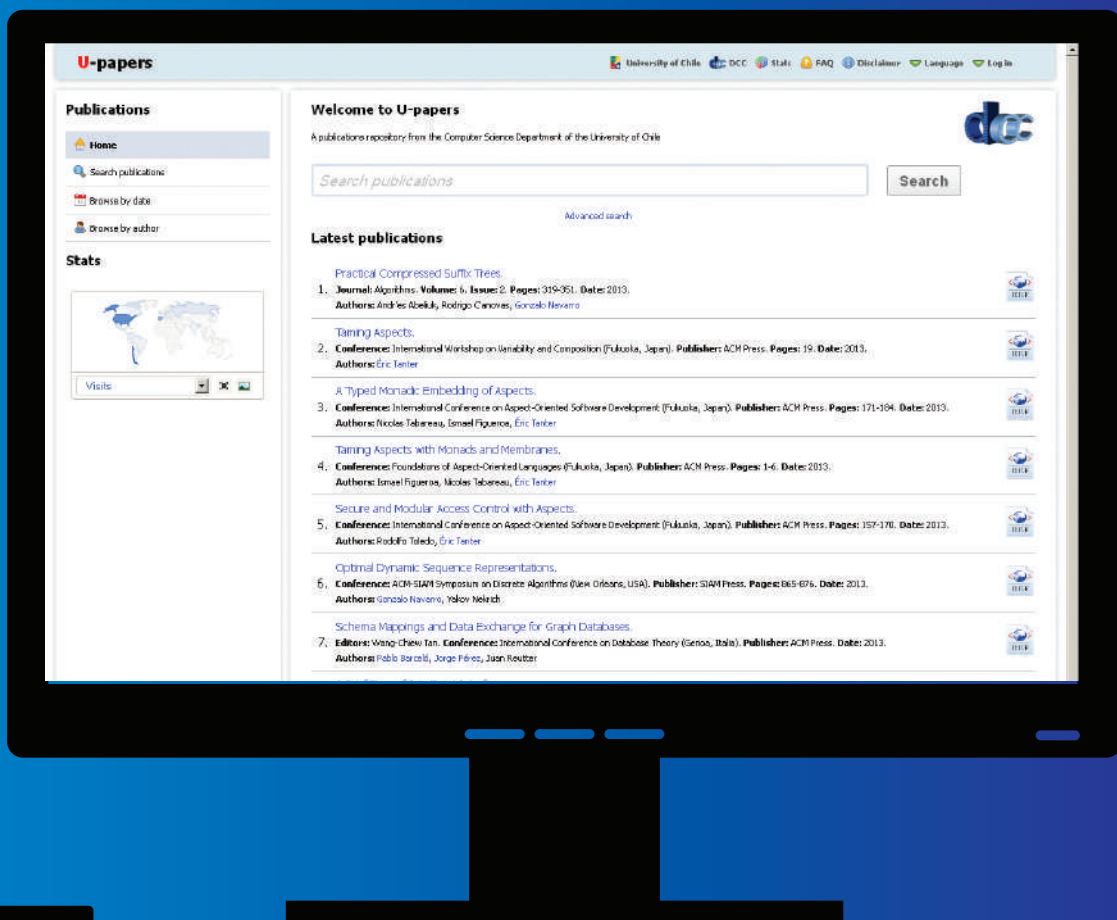 U-papers
University of Chile DCC Stats FAQ Disclaimer Language Log in
Publications
Home
Search publications
Browse by date
Browse by author
Stats
Visits
Welcome to U-papers
A publications repository from the Computer Science Department of the University of Chile
dcc
Search publications
Search
Advanced search
Latest publications
Practical Compressed Suffix Trees.
1. Journal: Algorithms. Volume: 6. Issue: 2. Pages: 319-351. Date: 2013.
Authors: Andr'es Abeliuk, Rodrigo C'anovas, Gonzalo Navarro
Taming Aspects.
2. Conference: International Workshop on Variability and Composition (Fukuoka, Japan). Publisher: ACM Press. Pages: 19. Date: 2013.
Authors: Éric Tanter
A Typed Monadic Embedding of Aspects.
3. Conference: International Conference on Aspect-Oriented Software Development (Fukuoka, Japan). Publisher: ACM Press. Pages: 171-184. Date: 2013.
Authors: Nicolas Tabareau, Ismael Figueroa, Éric Tanter
Taming Aspects with Monads and Membranes.
4. Conference: Foundations of Aspect-Oriented Languages (Fukuoka, Japan). Publisher: ACM Press. Pages: 1-6. Date: 2013.
Authors: Ismael Figueroa, Nicolas Tabareau, Éric Tanter
Secure and Modular Access Control with Aspects.
5. Conference: International Conference on Aspect-Oriented Software Development (Fukuoka, Japan). Publisher: ACM Press. Pages: 157-170. Date: 2013.
Authors: Rodolfo Toledo, Éric Tanter
Optimal Dynamic Sequence Representations.
6. Conference: ACM-SIAM Symposium on Discrete Algorithms (New Orleans, USA). Publisher: SIAM Press. Pages: 865-876. Date: 2013.
Authors: Gonzalo Navarro, Yakov Nekrich
Schema Mappings and Data Exchange for Graph Databases.
7. Editors: Wang-Chiew Tan. Conference: International Conference on Database Theory (Genoa, Italia). Publisher: ACM Press. Date: 2013.
Authors: Pablo Barceló, Jorge Pérez, Juan Reutter